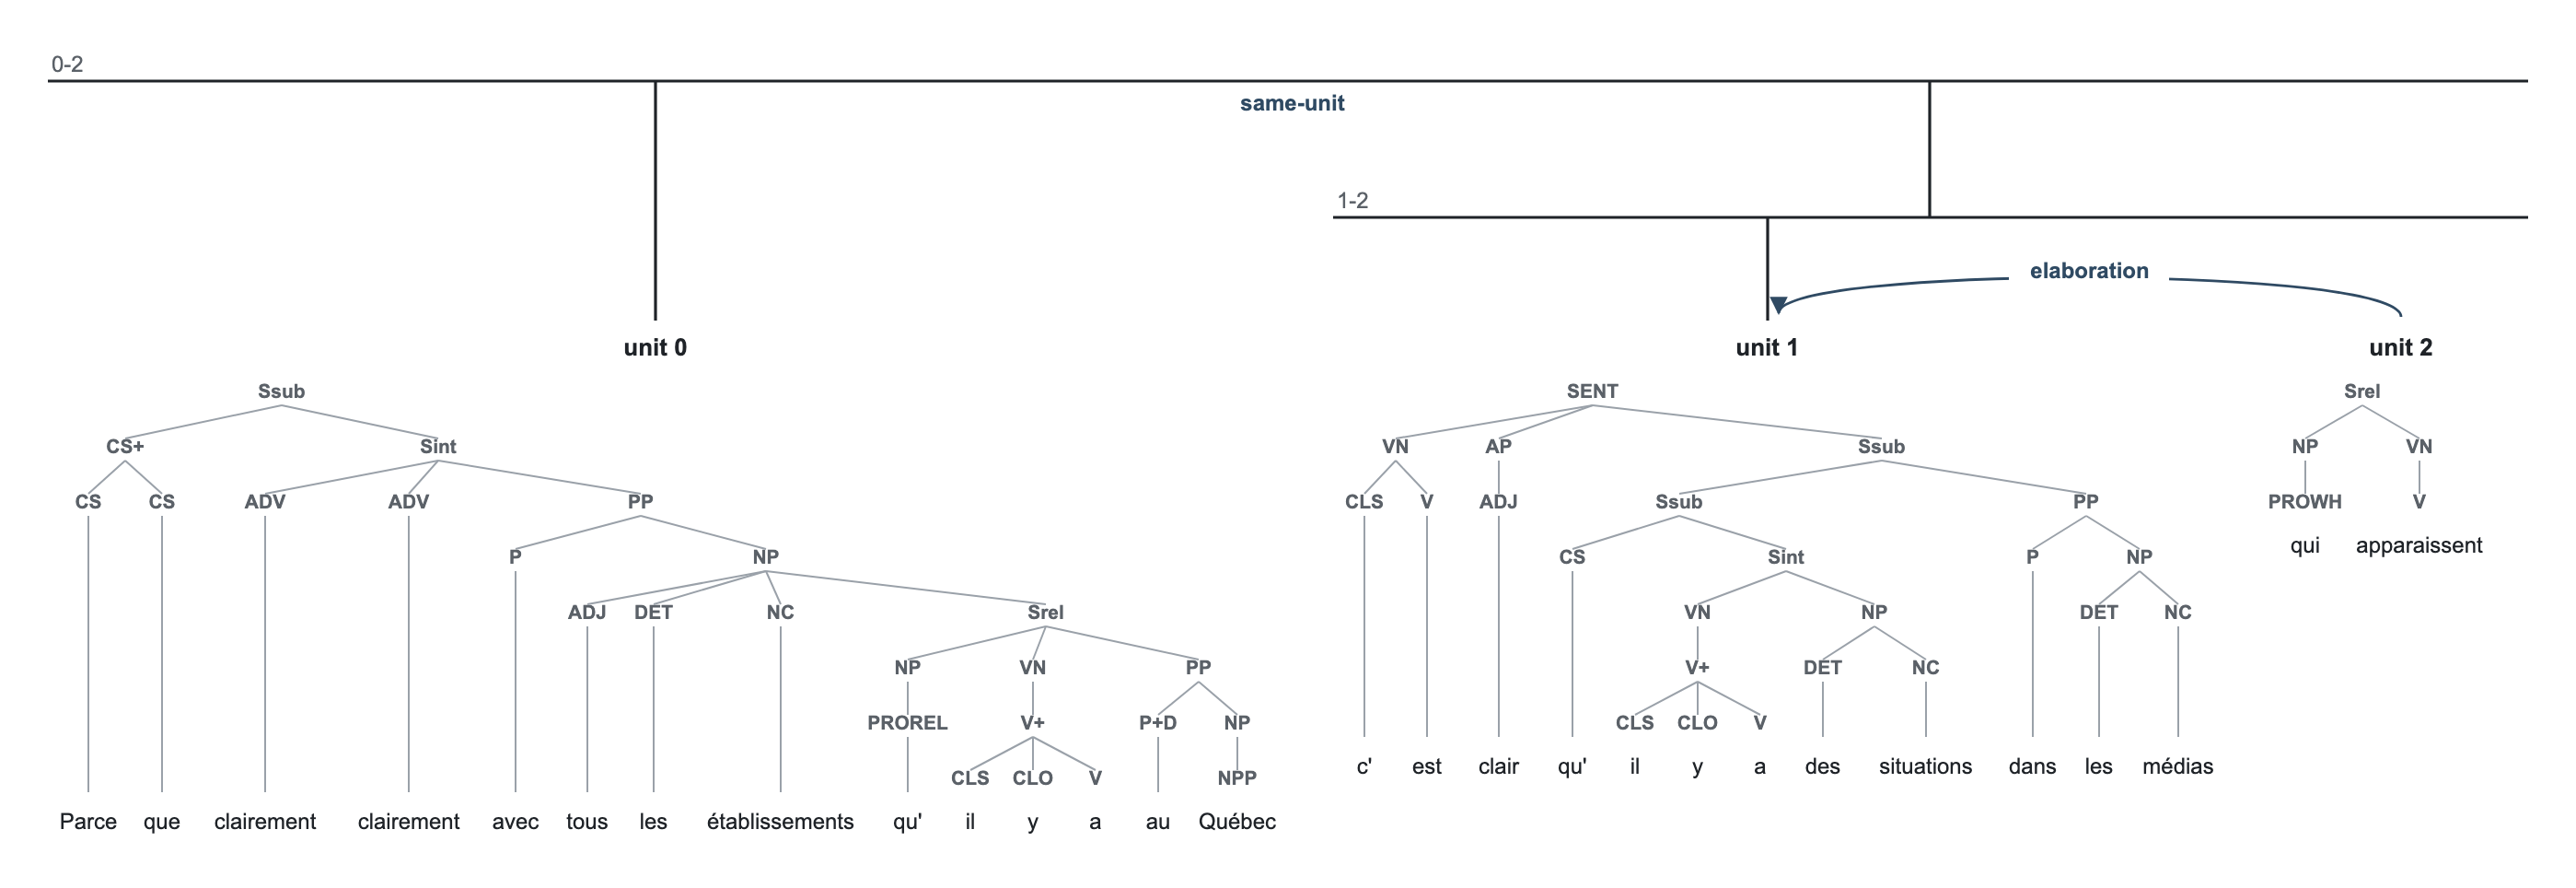 0-2
same-unit
1-2
elaboration
unit 0 unit 1 unit 2
Ssub SENT Srel
CS+ Sint VN AP Ssub NP VN
CS CS ADV ADV PP CLS V ADJ Ssub PP PROWH V
qui apparaissent
P NP CS Sint P NP
ADJ DET NC Srel VN NP DET NC
NP VN PP V+ DET NC
PROREL V+ P+D NP CLS CLO V
c' est clair qu' il y a des situations dans les médias
CLS CLO V NPP
Parce que clairement clairement avec tous les établissements qu' il y a au Québec